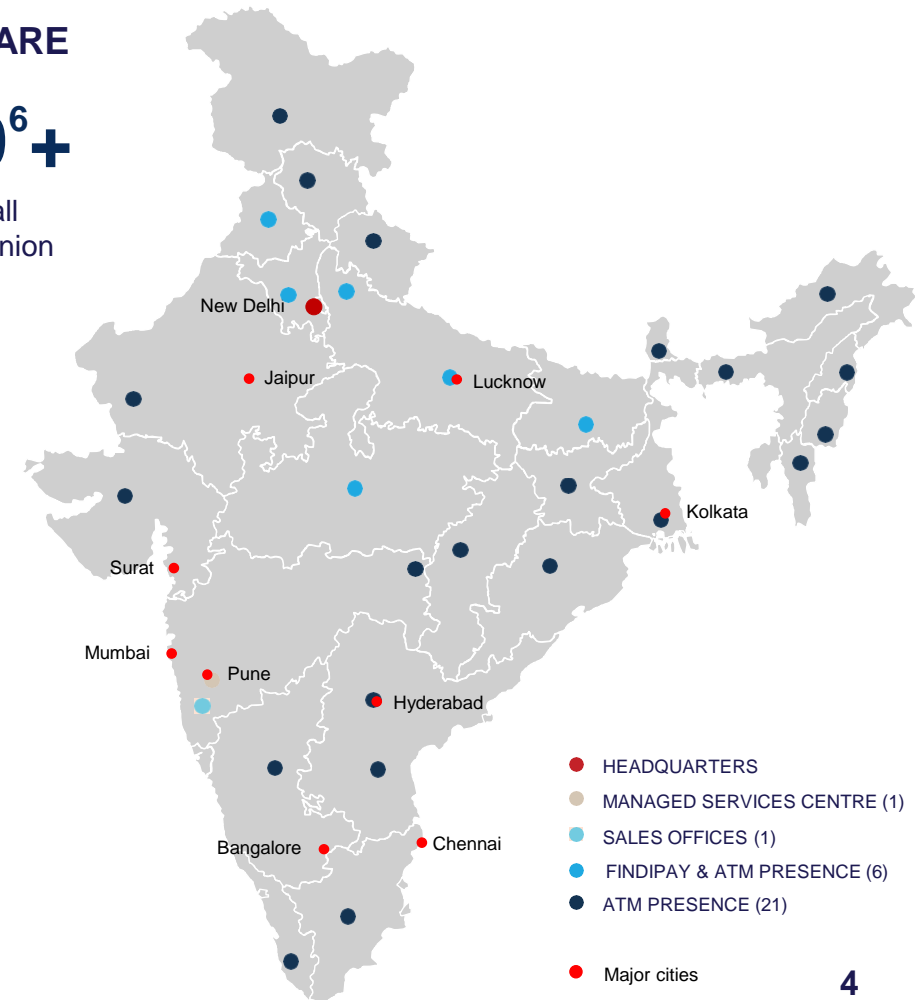 ARE
6+
all
nion
New Delhi
Jaipur
Lucknow
Kolkata
Surat
Mumbai
Pune
Hyderabad
Bangalore
Chennai
HEADQUARTERS
MANAGED SERVICES CENTRE (1)
SALES OFFICES (1)
FINDIPAY & ATM PRESENCE (6)
ATM PRESENCE (21)
Major cities
4